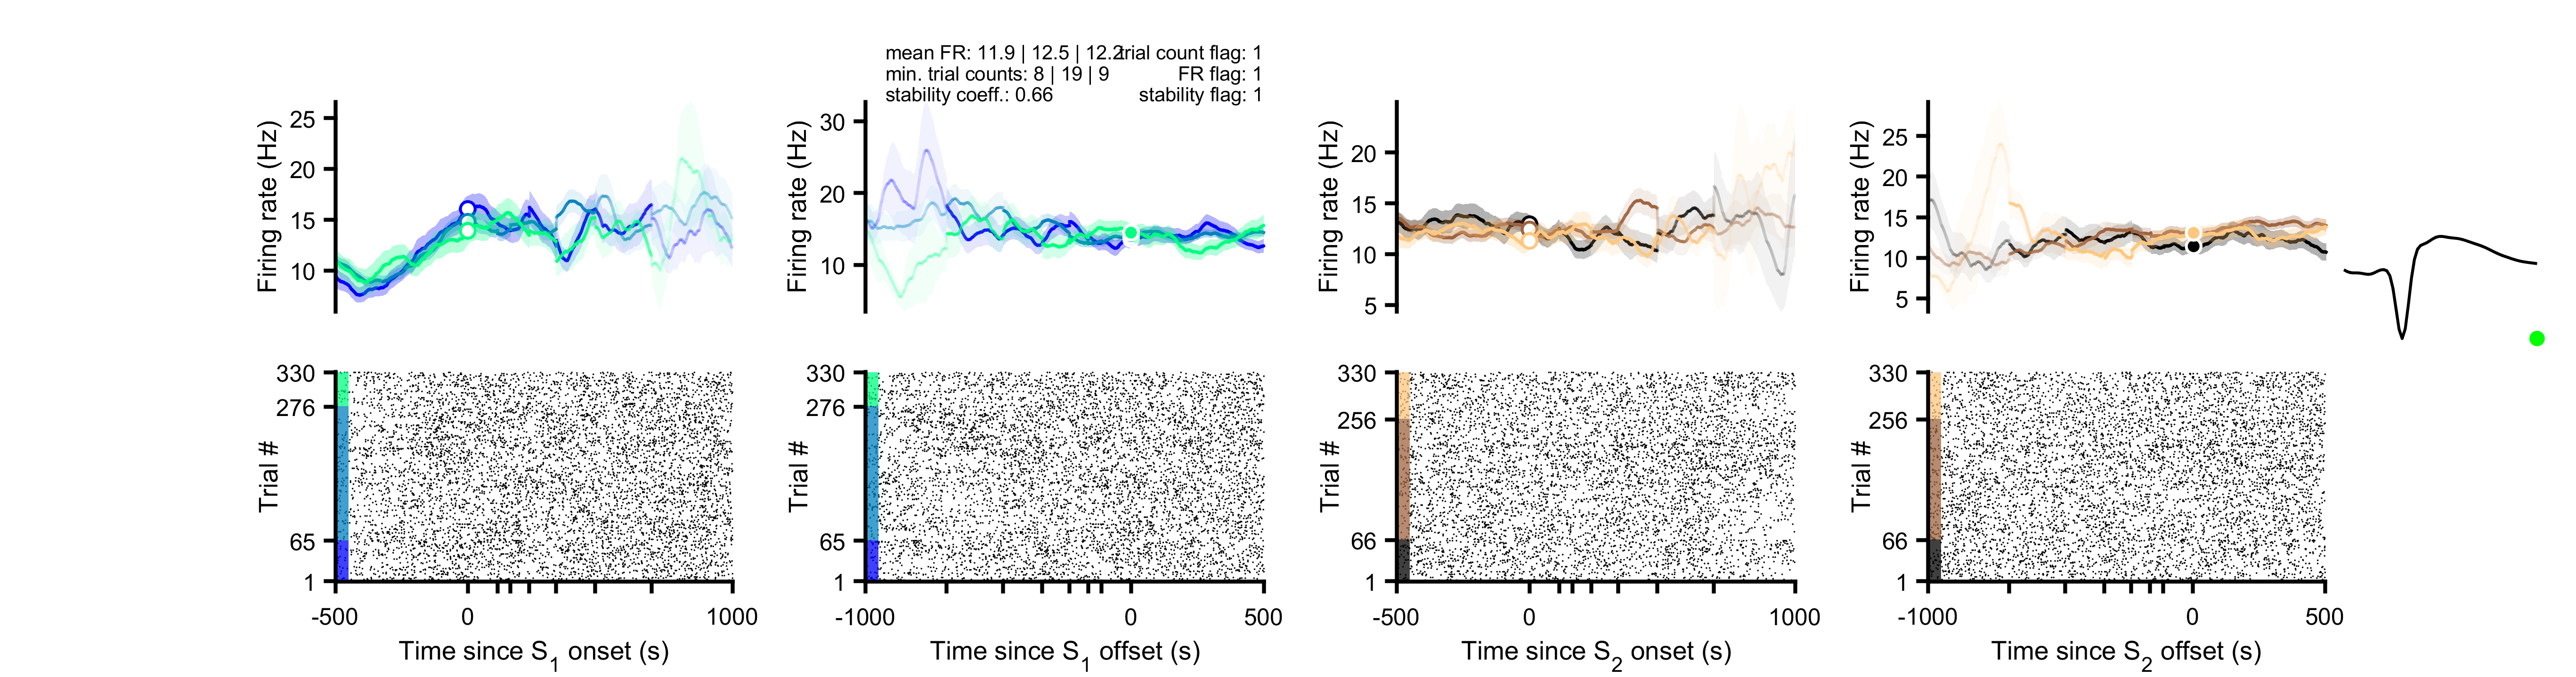 mean FR: 11.9 | 12.5 | 12.2
trial count flag: 1
min. trial counts: 8 | 19 | 9
FR flag: 1
stability coeff.: 0.66
stability flag: 1
Firing rate (Hz)
25
20
15
10
Firing rate (Hz)
30
20
10
Firing rate (Hz)
20
15
10
5
Firing rate (Hz)
25
20
15
10
5
Trial #
330
276
65
1
-500
0
1000
Time since S1 onset (s)
Trial #
330
276
65
1
-1000
0
500
Time since S1 offset (s)
Trial #
330
256
66
1
-500
0
1000
Time since S2 onset (s)
Trial #
330
256
66
1
-1000
0
500
Time since S2 offset (s)